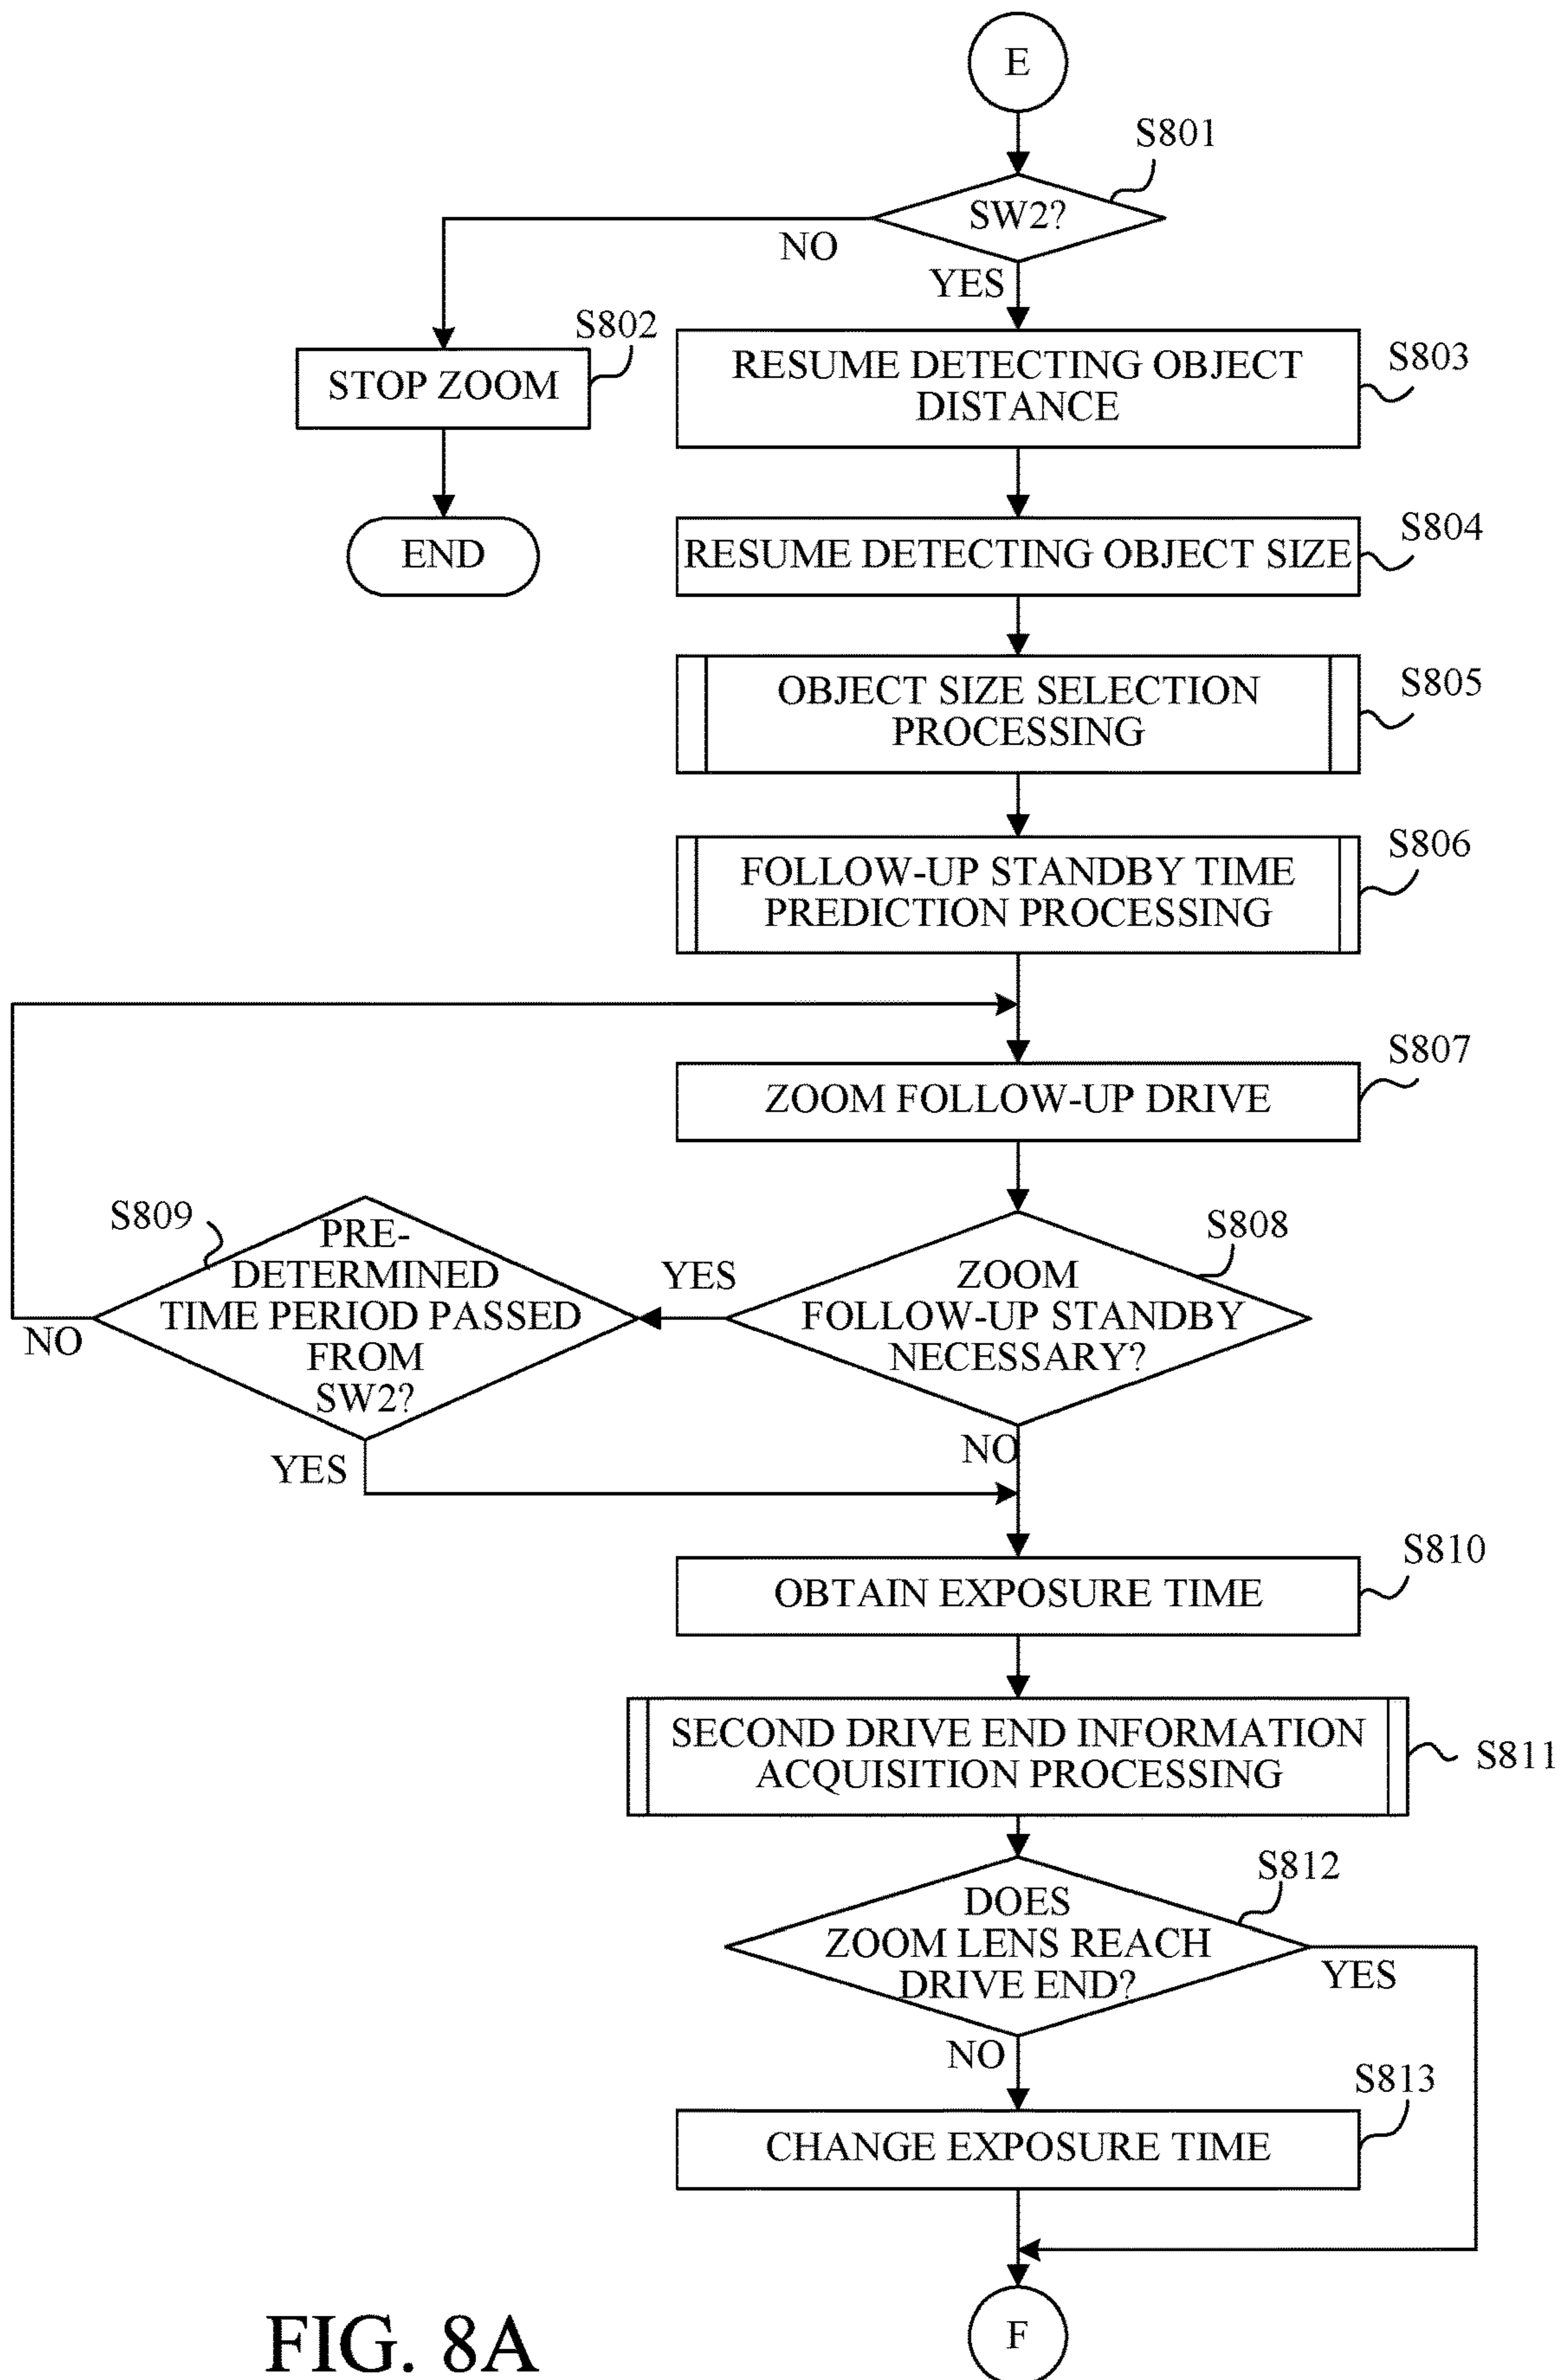 E
S801
SW2?
NO
YES
S802
STOP ZOOM
END
RESUME DETECTING OBJECT
DISTANCE
S803
RESUME DETECTING OBJECT SIZE
S804
OBJECT SIZE SELECTION
PROCESSING
S805
FOLLOW-UP STANDBY TIME
PREDICTION PROCESSING
S806
ZOOM FOLLOW-UP DRIVE
S807
S808
ZOOM
FOLLOW-UP STANDBY
NECESSARY?
YES
NO
S809
PRE-
DETERMINED
TIME PERIOD PASSED
FROM
SW2?
NO
YES
OBTAIN EXPOSURE TIME
S810
SECOND DRIVE END INFORMATION
ACQUISITION PROCESSING
S811
S812
DOES
ZOOM LENS REACH
DRIVE END?
YES
NO
S813
CHANGE EXPOSURE TIME
F
FIG. 8A